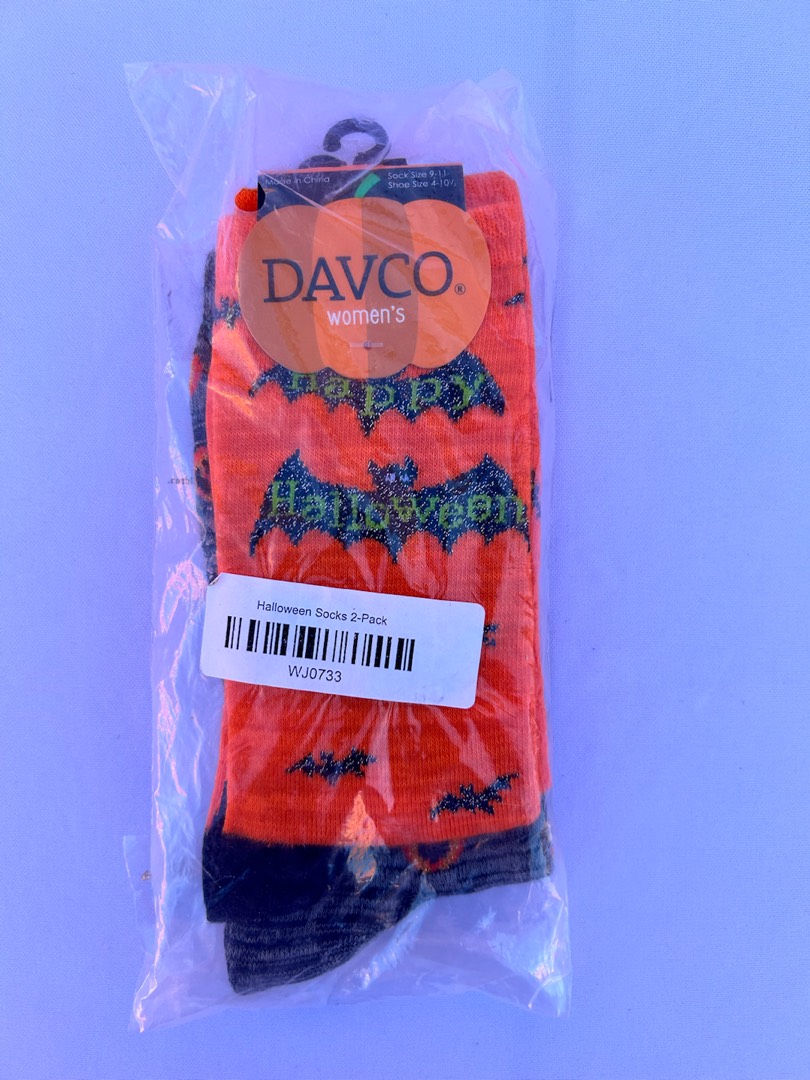 Made in China
Sock Size 9-11
Shoe Size 4-10½
DAVCO®
women's
Happy
Halloween
Halloween Socks 2-Pack
WJ0733